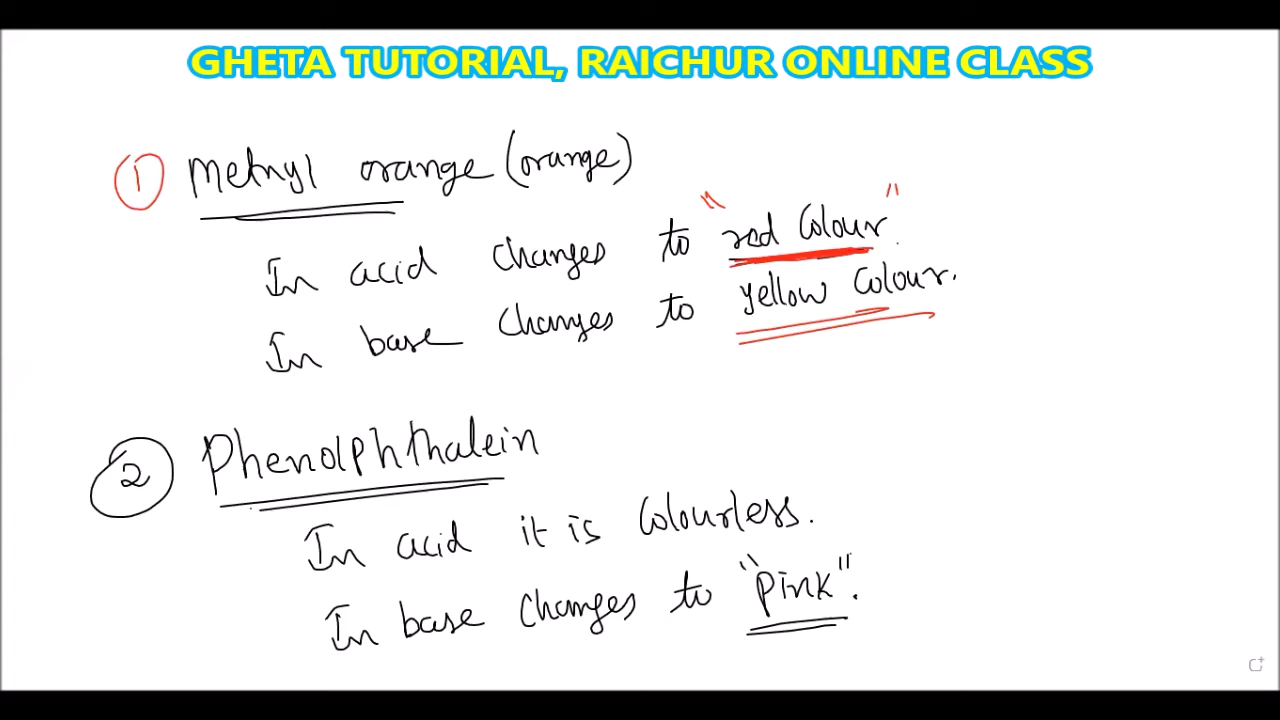 GHETA TUTORIAL, RAICHUR ONLINE CLASS
① Methyl orange (orange)
In acid changes to "red colour".
In base changes to yellow colour.
② Phenolphthalein
In acid it is colourless.
In base changes to "pink".